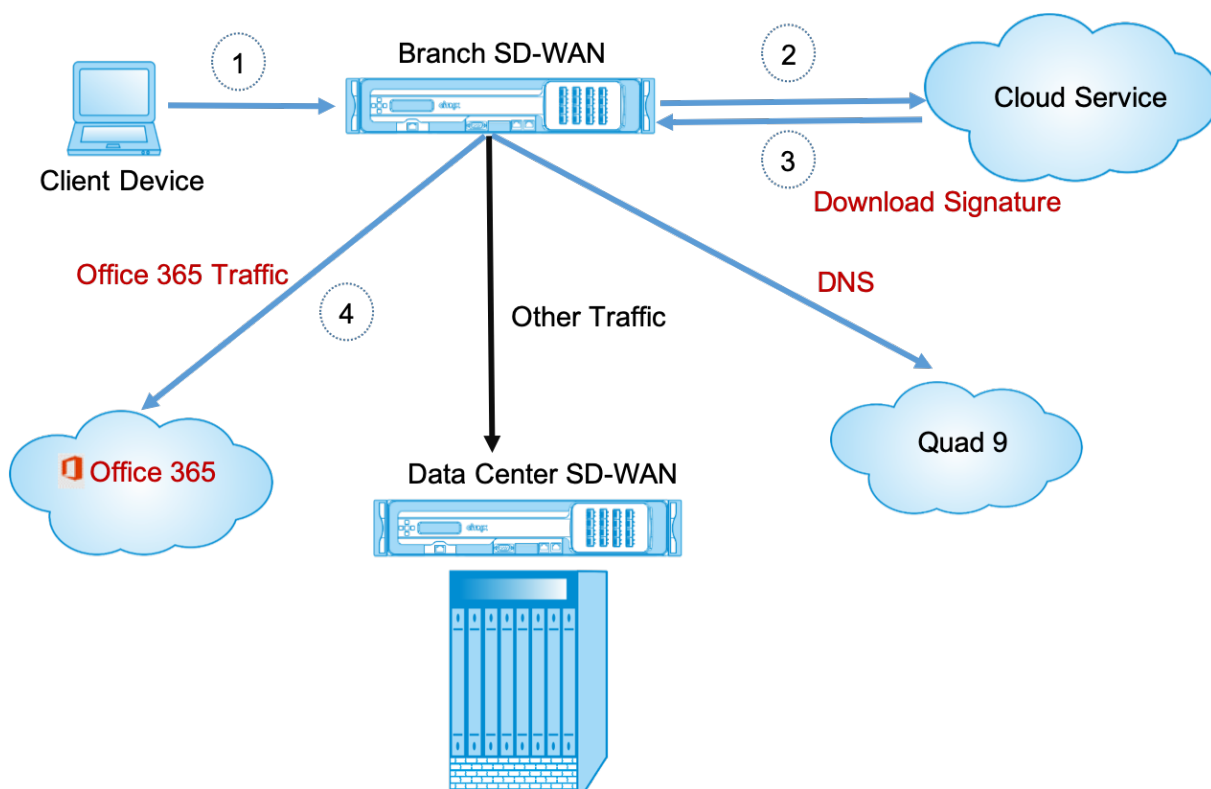 1
Branch SD-WAN
2
Cloud Service
Client Device
3
Download Signature
Office 365 Traffic
4
Other Traffic
DNS
Office 365
Data Center SD-WAN
Quad 9